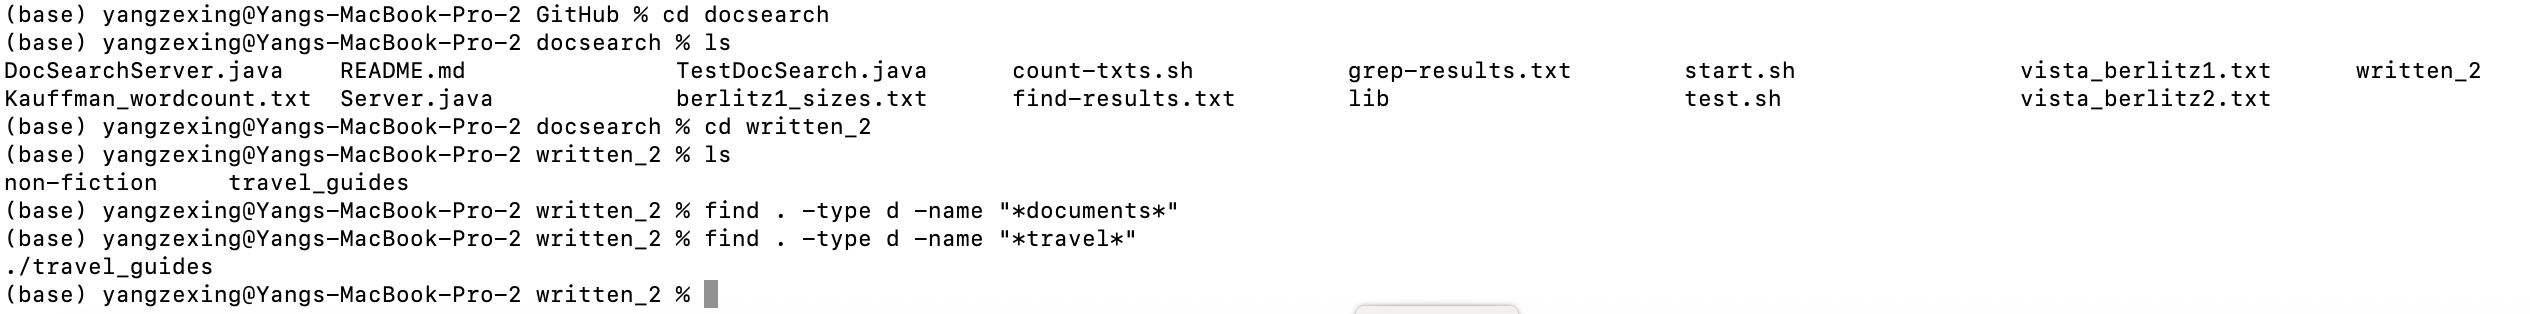 (base) yangzexing@Yangs-MacBook-Pro-2 GitHub % cd docsearch
(base) yangzexing@Yangs-MacBook-Pro-2 docsearch % ls
DocSearchServer.java    README.md               TestDocSearch.java      count-txts.sh           grep-results.txt        start.sh                vista_berlitz1.txt      written_2
Kauffman_wordcount.txt  Server.java             berlitz1_sizes.txt      find-results.txt        lib                     test.sh                 vista_berlitz2.txt
(base) yangzexing@Yangs-MacBook-Pro-2 docsearch % cd written_2
(base) yangzexing@Yangs-MacBook-Pro-2 written_2 % ls
non-fiction     travel_guides
(base) yangzexing@Yangs-MacBook-Pro-2 written_2 % find . -type d -name "*documents*"
(base) yangzexing@Yangs-MacBook-Pro-2 written_2 % find . -type d -name "*travel*"
./travel_guides
(base) yangzexing@Yangs-MacBook-Pro-2 written_2 %